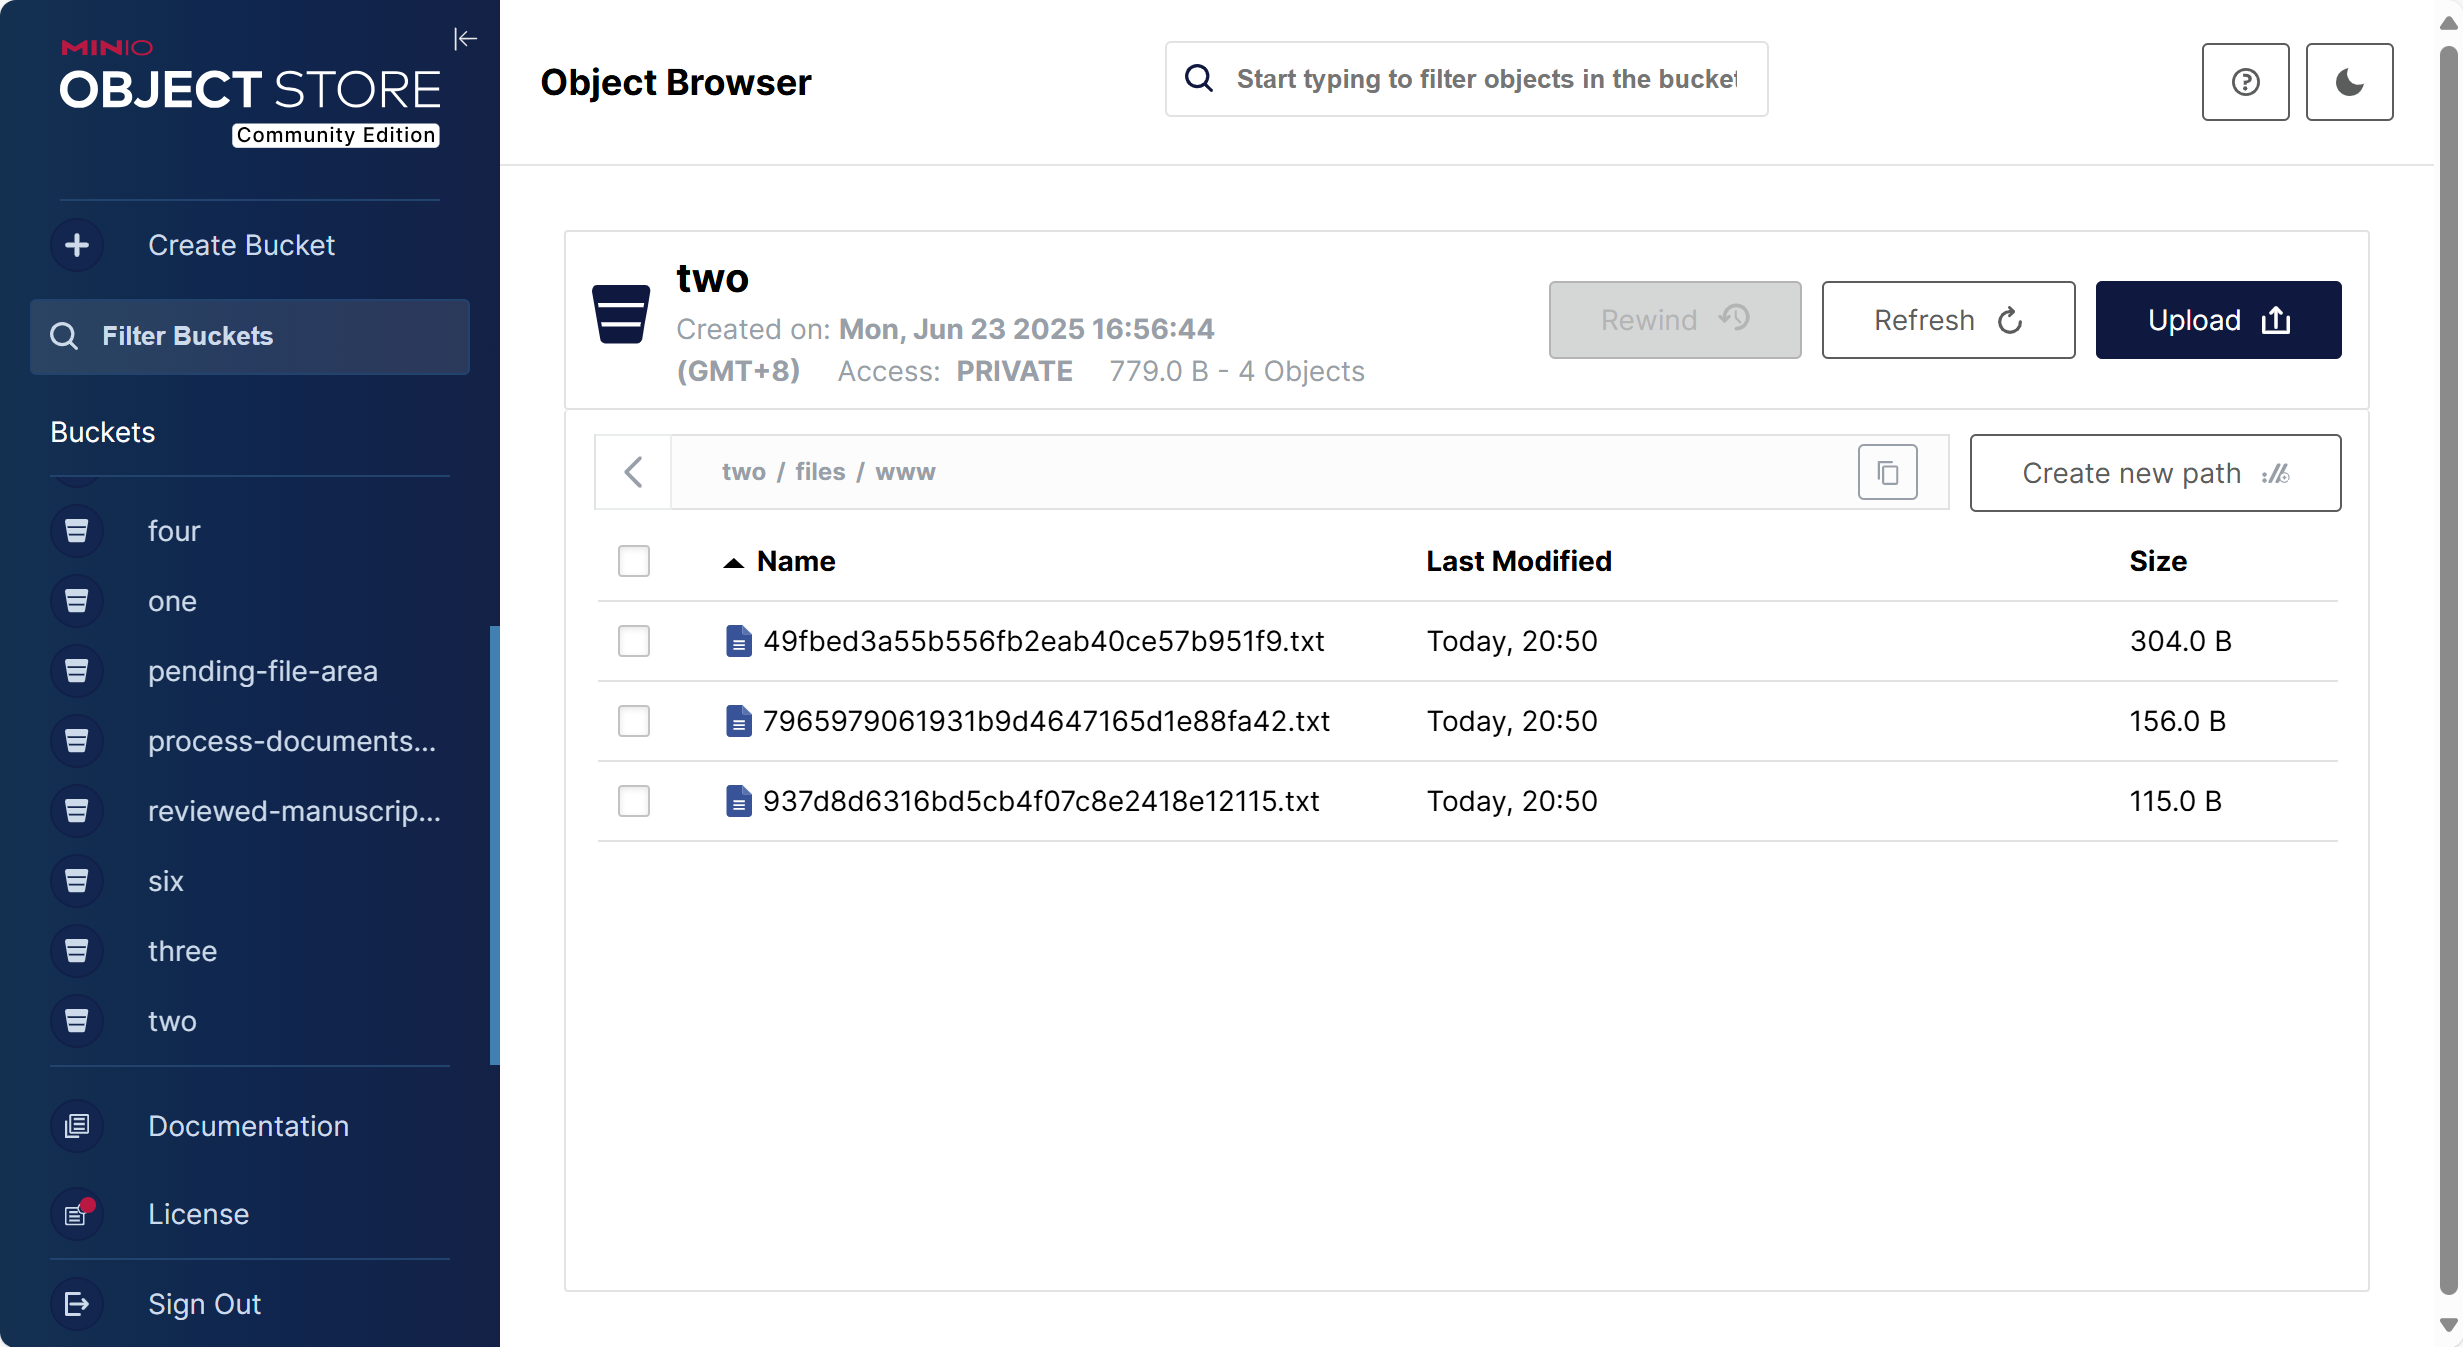 MINIO
OBJECT STORE
Community Edition
Create Bucket
Filter Buckets
Buckets
four
one
pending-file-area
process-documents...
reviewed-manuscrip...
six
three
two
Documentation
License
Sign Out
Object Browser
Start typing to filter objects in the bucket
two
Created on: Mon, Jun 23 2025 16:56:44
(GMT+8) Access: PRIVATE 779.0 B - 4 Objects
Rewind
Refresh
Upload
two / files / www
Create new path
Name Last Modified Size
49fbed3a55b556fb2eab40ce57b951f9.txt Today, 20:50 304.0 B
7965979061931b9d4647165d1e88fa42.txt Today, 20:50 156.0 B
937d8d6316bd5cb4f07c8e2418e12115.txt Today, 20:50 115.0 B